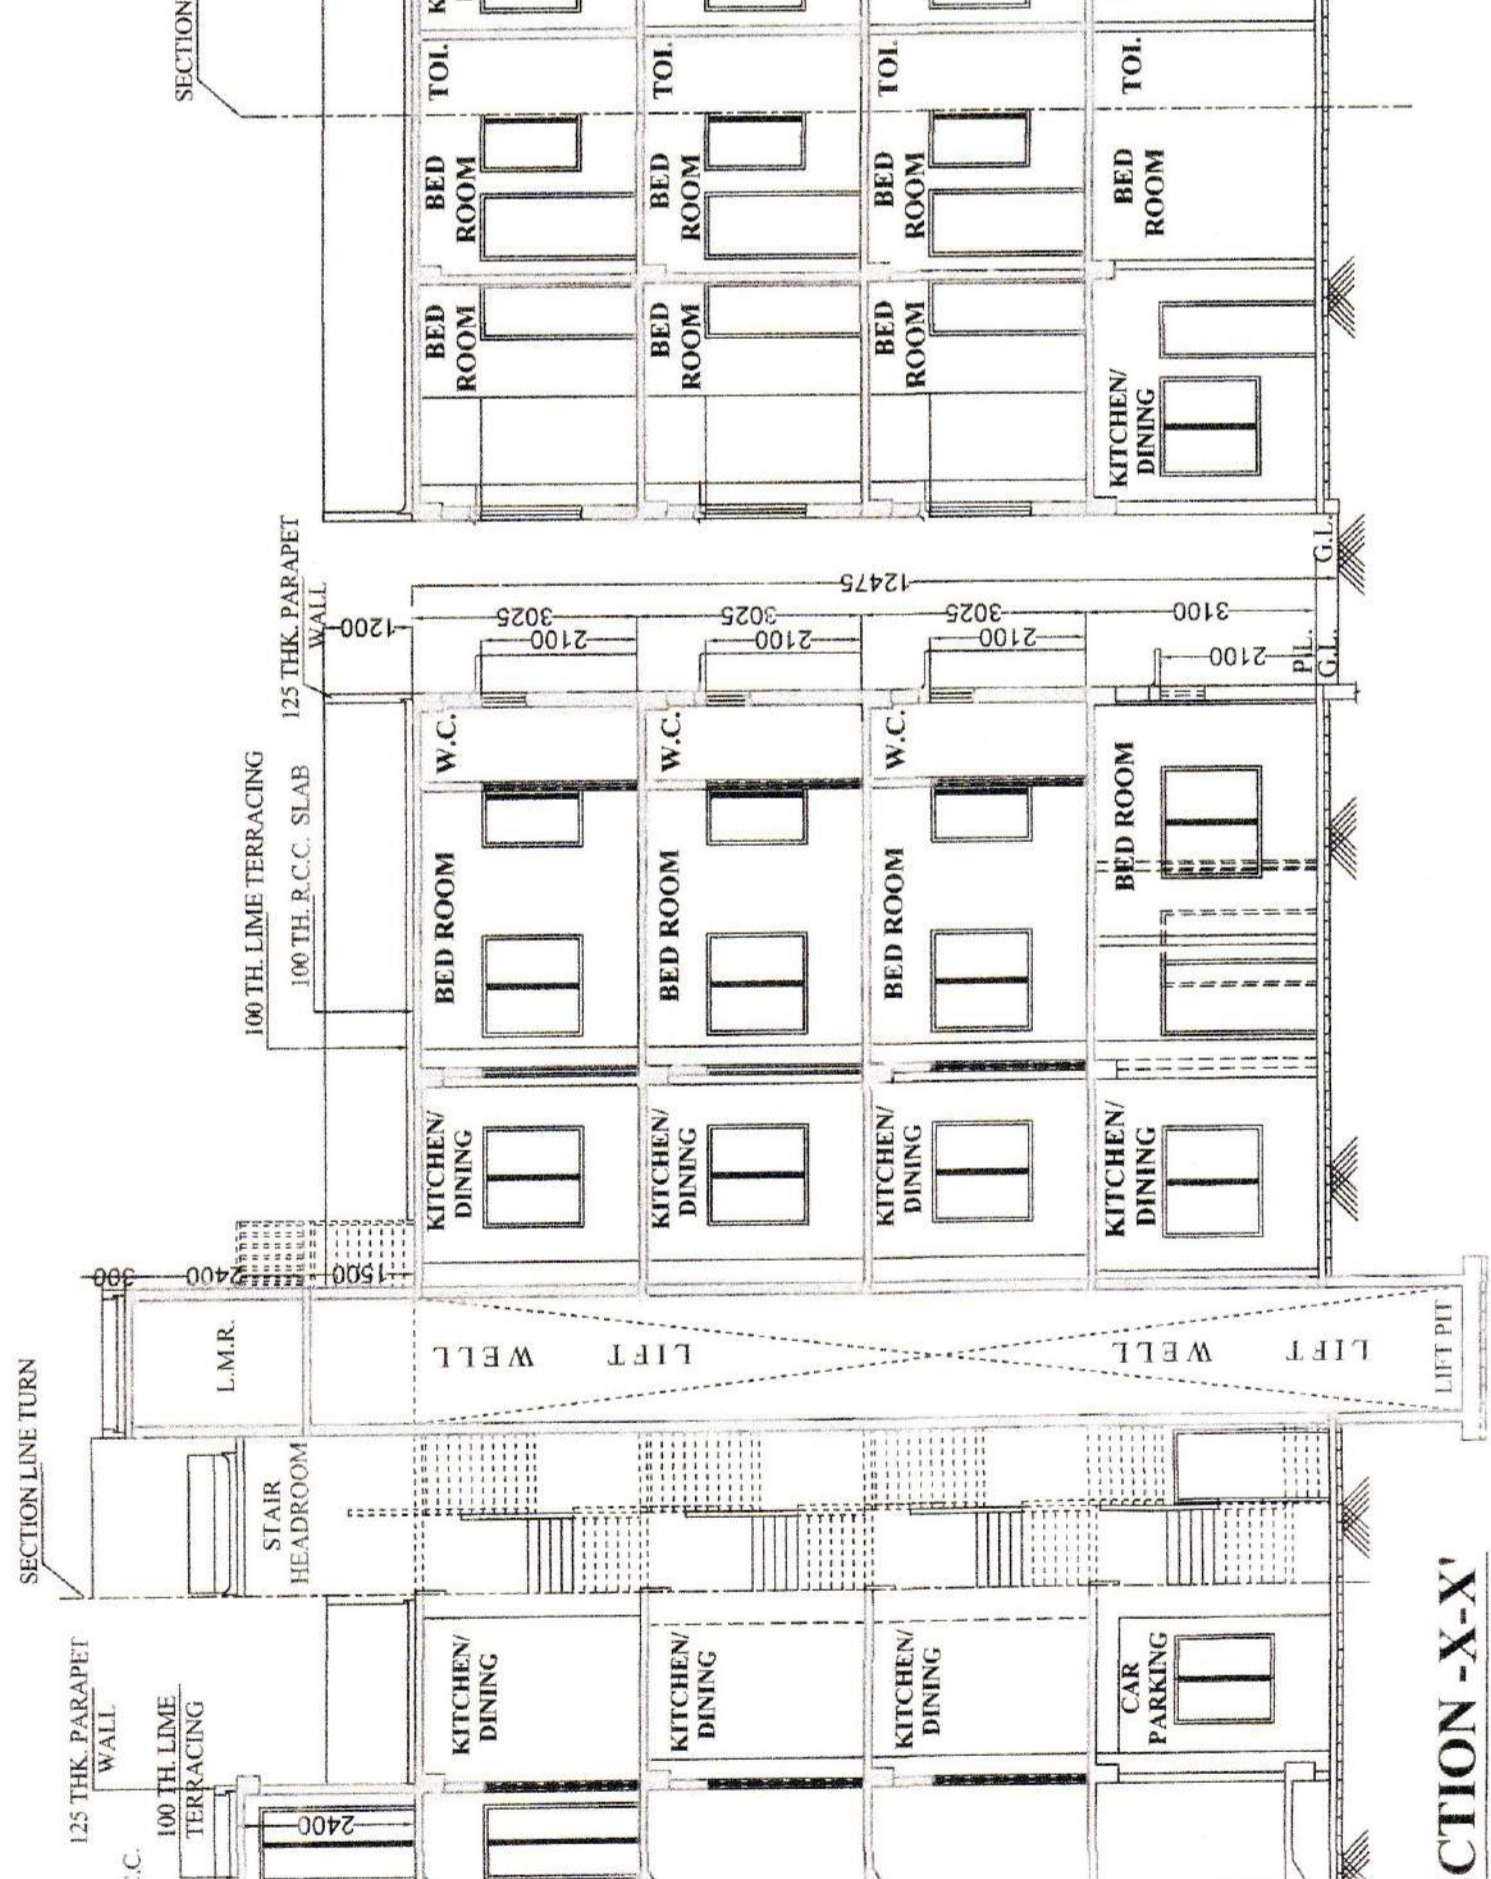 SECTION LINE TURN
125 THK. PARAPET
WALL
100 TH. LIME
TERRACING
STAIR
HEADROOM
L.M.R.
300
2400
1500
2400
100 TH. LIME TERRACING
100 TH. R.C.C. SLAB
125 THK. PARAPET
WALL
1200
SECTION
KITCHEN/
DINING
LIFT WELL
KITCHEN/
DINING
BED ROOM
W.C.
2100
3025
BED
ROOM
BED
ROOM
TOI.
KITCHEN/
DINING
KITCHEN/
DINING
BED ROOM
W.C.
2100
3025
12475
BED
ROOM
BED
ROOM
TOI.
KITCHEN/
DINING
KITCHEN/
DINING
BED ROOM
W.C.
2100
3025
BED
ROOM
BED
ROOM
TOI.
CAR
PARKING
LIFT WELL
KITCHEN/
DINING
BED ROOM
2100
3100
KITCHEN/
DINING
BED
ROOM
TOI.
P.L.
G.L.
G.L.
LIFT PIT
CTION -X-X'